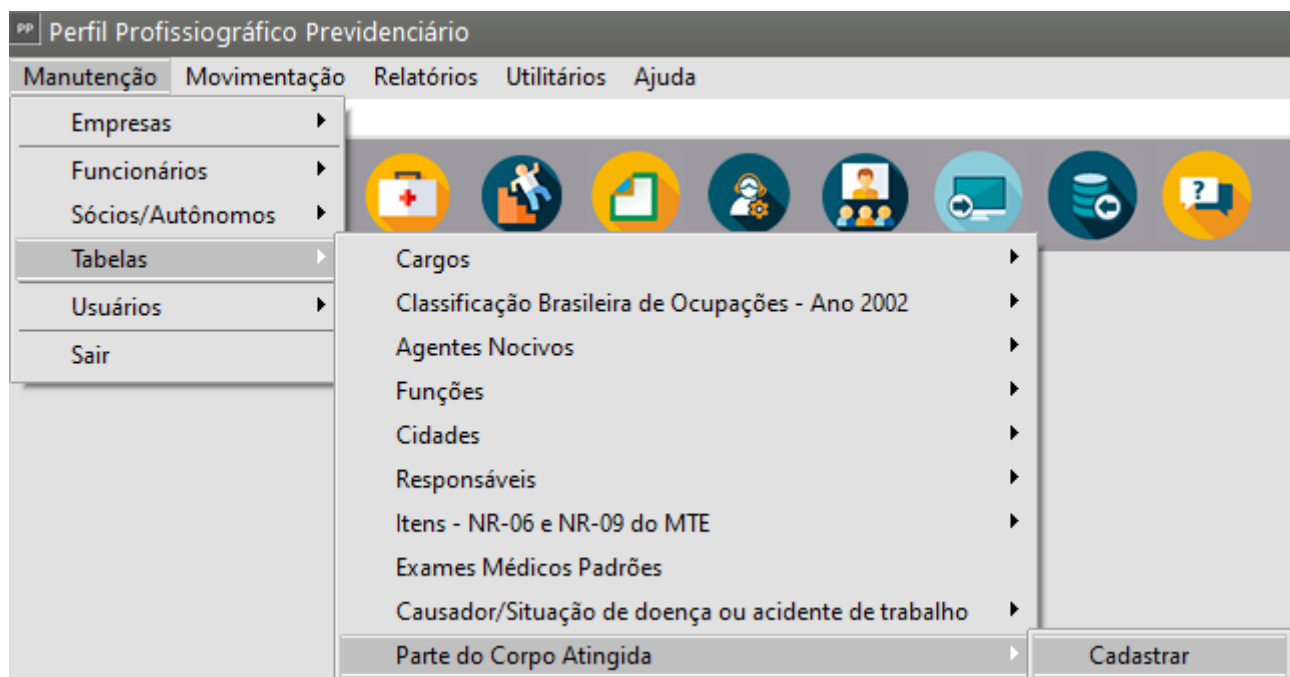 PP Perfil Profissiográfico Previdenciário
Manutenção Movimentação Relatórios Utilitários Ajuda
Empresas
Funcionários
Sócios/Autônomos
Tabelas
Usuários
Sair
?
Cargos
Classificação Brasileira de Ocupações - Ano 2002
Agentes Nocivos
Funções
Cidades
Responsáveis
Itens - NR-06 e NR-09 do MTE
Exames Médicos Padrões
Causador/Situação de doença ou acidente de trabalho
Parte do Corpo Atingida
Cadastrar